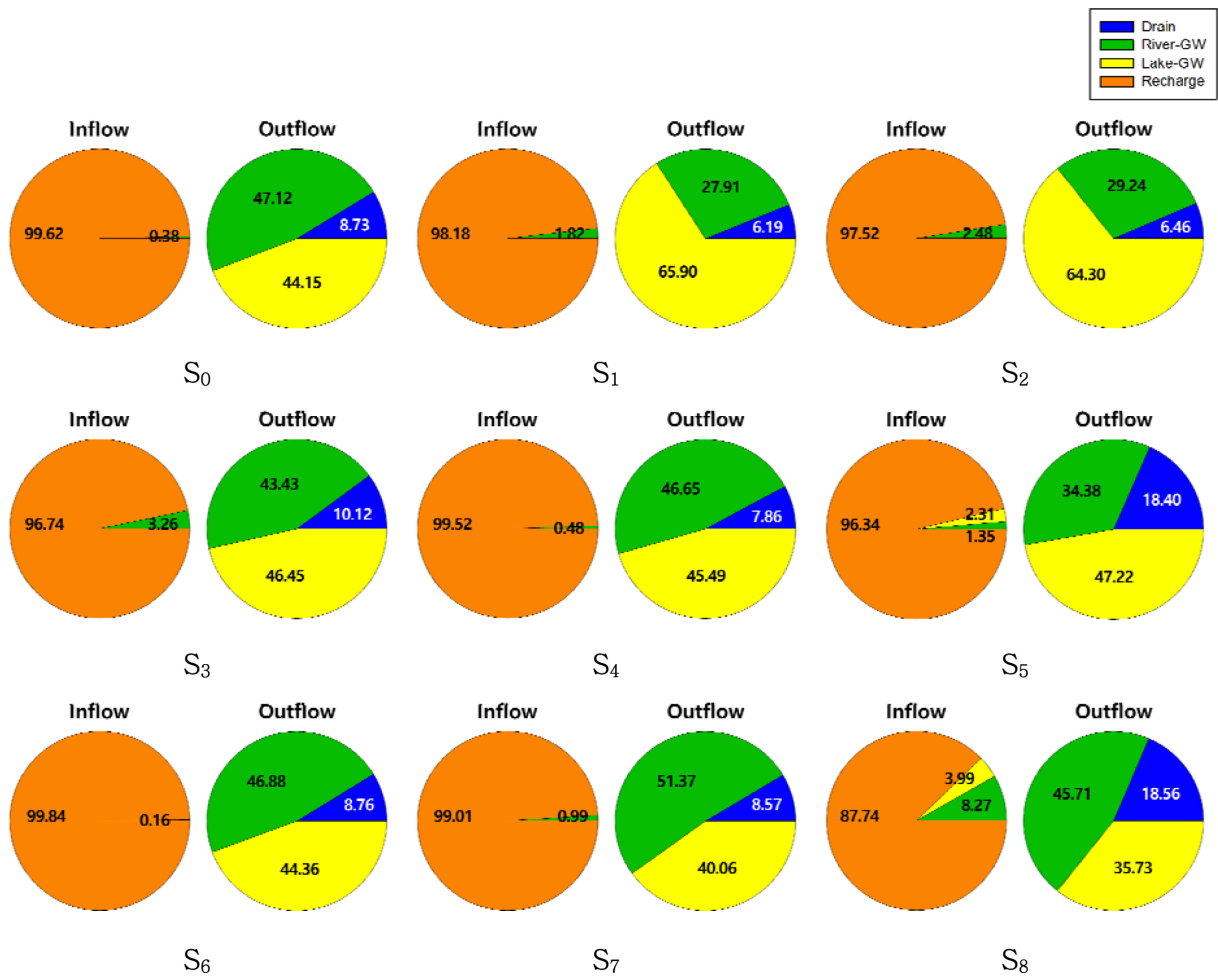 Drain
River-GW
Lake-GW
Recharge
Inflow Outflow Inflow Outflow Inflow Outflow
99.62 0.38 47.12 8.73 44.15 98.18 1.82 27.91 6.19 65.90 97.52 2.48 29.24 6.46 64.30
S₀ S₁ S₂
Inflow Outflow Inflow Outflow Inflow Outflow
96.74 3.26 43.43 10.12 46.45 99.52 0.48 46.65 7.86 45.49 96.34 2.31 1.35 34.38 18.40 47.22
S₃ S₄ S₅
Inflow Outflow Inflow Outflow Inflow Outflow
99.84 0.16 46.88 8.76 44.36 99.01 0.99 51.37 8.57 40.06 87.74 3.99 8.27 45.71 18.56 35.73
S₆ S₇ S₈